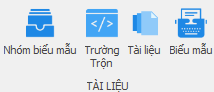 Nhóm biểu mẫu Trường Tài liệu Biểu mẫu
Trộn
TÀI LIỆU